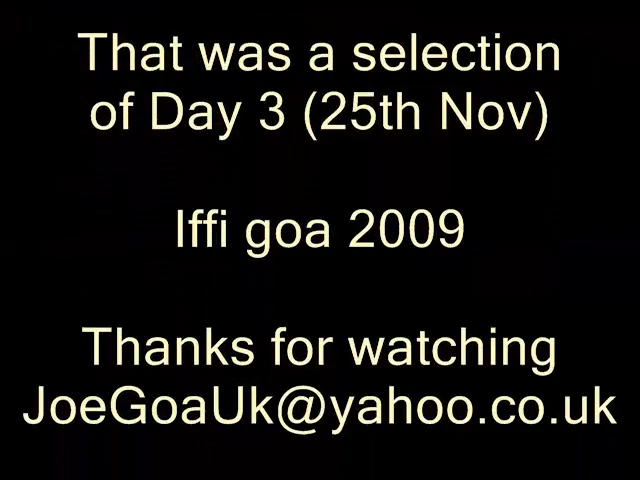 That was a selection
of Day 3 (25th Nov)
Iffi goa 2009
Thanks for watching
JoeGoaUk@yahoo.co.uk